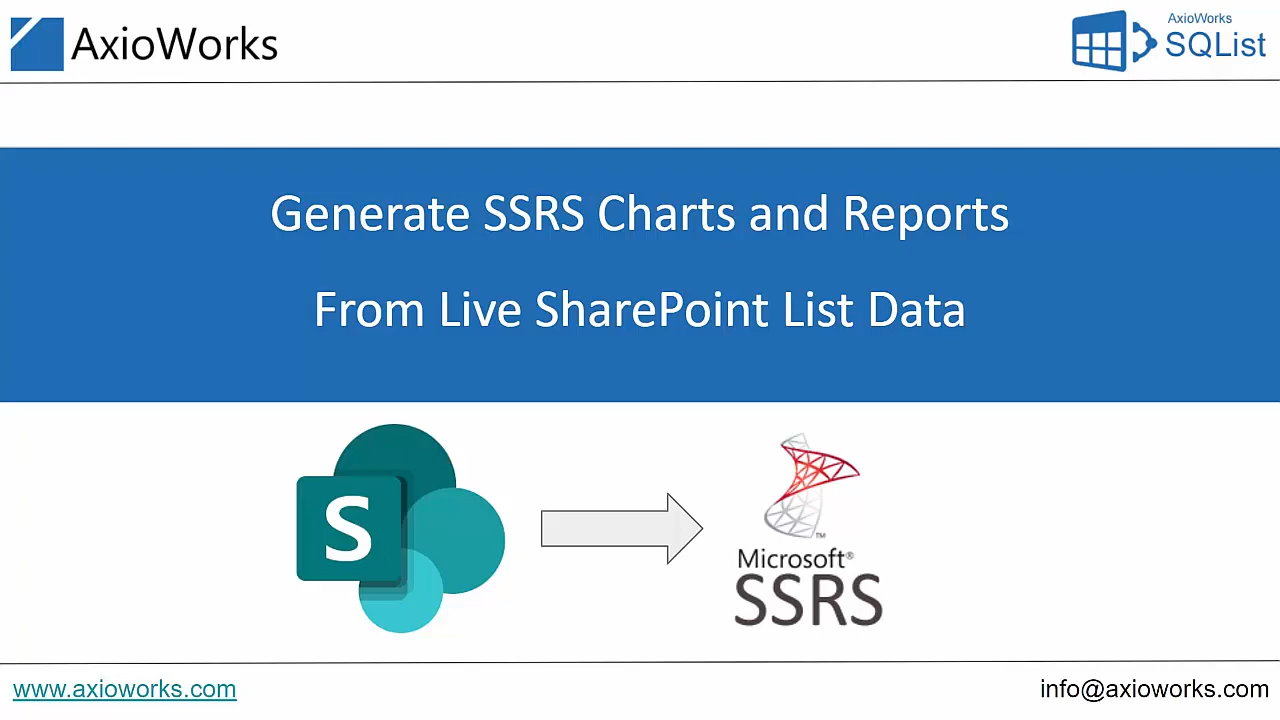 AxioWorks
AxioWorks
SQList
Generate SSRS Charts and Reports
From Live SharePoint List Data
S
™
Microsoft®
SSRS
www.axioworks.com
info@axioworks.com